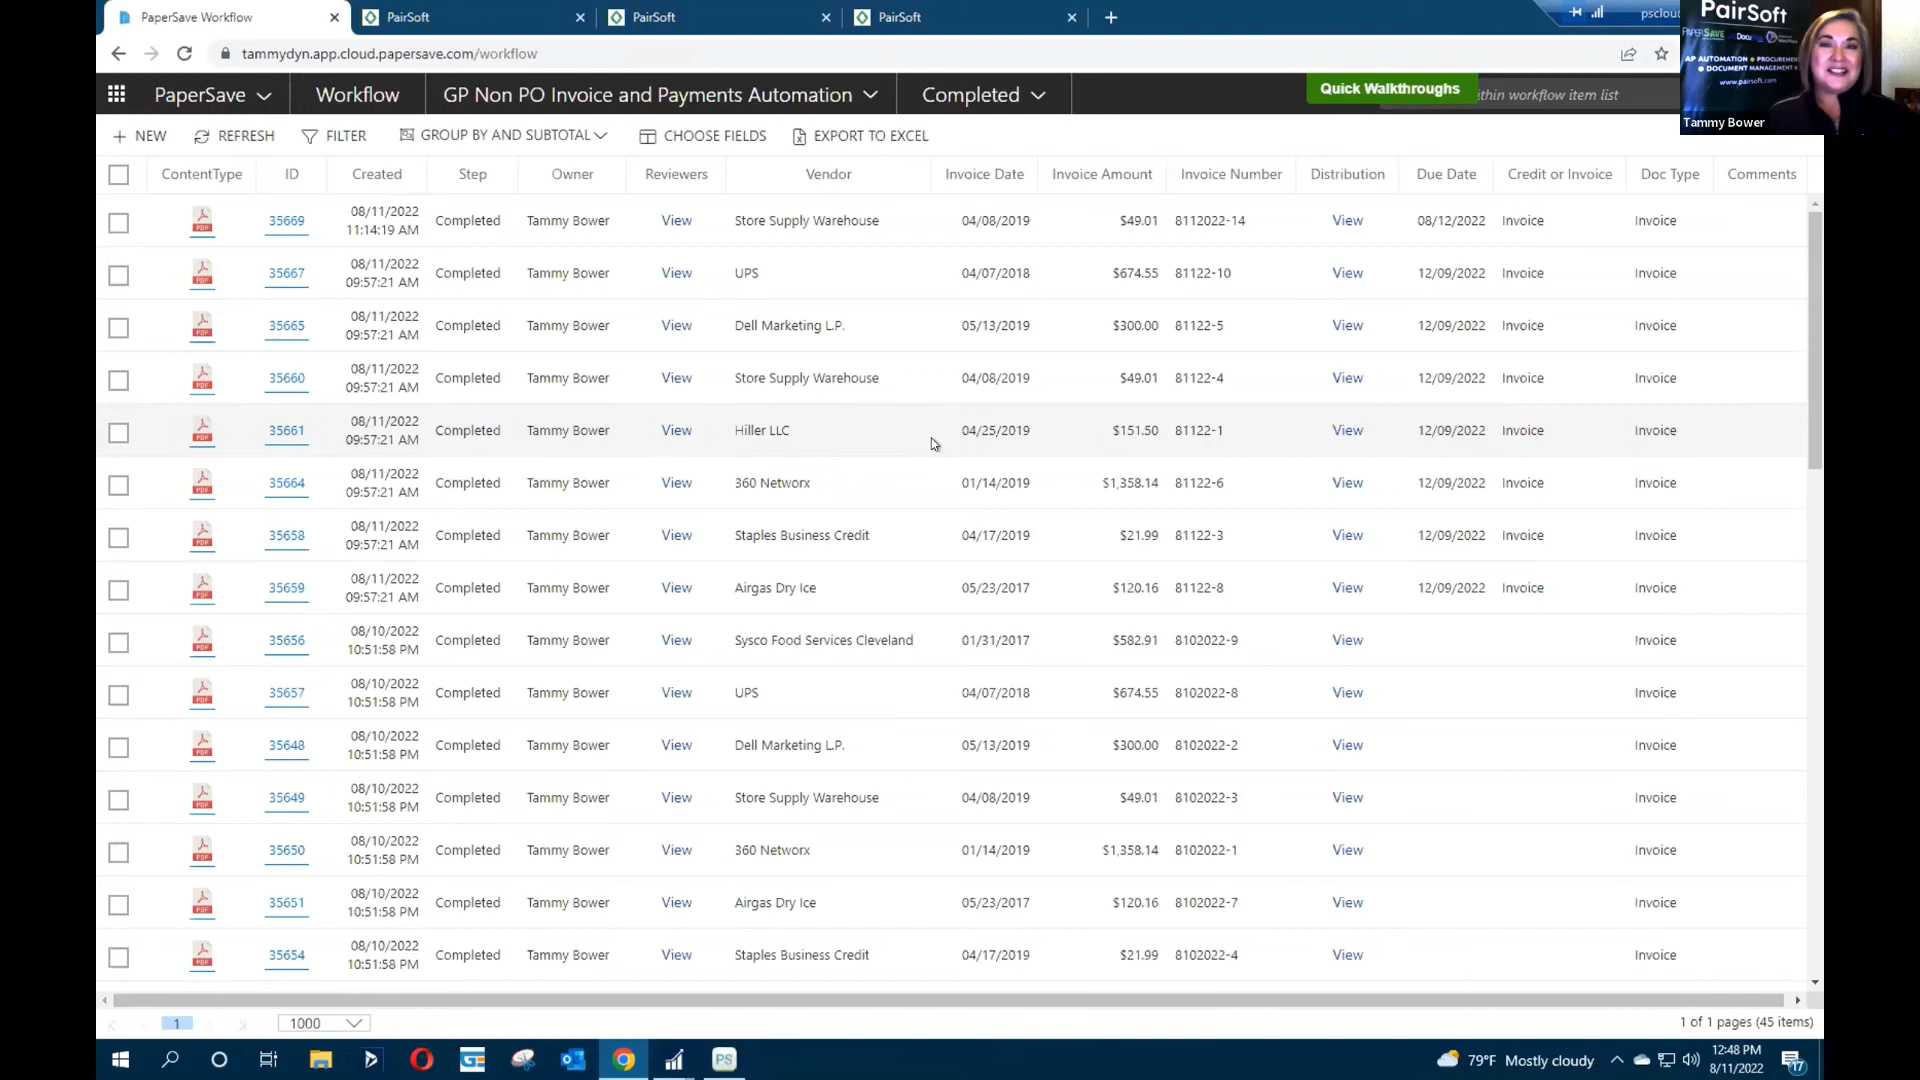 PaperSave Workflow
PairSoft
PairSoft
PairSoft
psclou
tammydyn.app.cloud.papersave.com/workflow
PairSoft
PAPERSAVE
AP AUTOMATION
DOCUMENT MANAGEMENT
www.pairsoft.com
Tammy Bower
PaperSave Workflow GP Non PO Invoice and Payments Automation Completed Quick Walkthroughs ithin workflow item list
NEW REFRESH FILTER GROUP BY AND SUBTOTAL CHOOSE FIELDS EXPORT TO EXCEL
ContentType ID Created Step Owner Reviewers Vendor Invoice Date Invoice Amount Invoice Number Distribution Due Date Credit or Invoice Doc Type Comments
35669 08/11/2022 11:14:19 AM Completed Tammy Bower View Store Supply Warehouse 04/08/2019 $49.01 8112022-14 View 08/12/2022 Invoice Invoice
35667 08/11/2022 09:57:21 AM Completed Tammy Bower View UPS 04/07/2018 $674.55 81122-10 View 12/09/2022 Invoice Invoice
35665 08/11/2022 09:57:21 AM Completed Tammy Bower View Dell Marketing L.P. 05/13/2019 $300.00 81122-5 View 12/09/2022 Invoice Invoice
35660 08/11/2022 09:57:21 AM Completed Tammy Bower View Store Supply Warehouse 04/08/2019 $49.01 81122-4 View 12/09/2022 Invoice Invoice
35661 08/11/2022 09:57:21 AM Completed Tammy Bower View Hiller LLC 04/25/2019 $151.50 81122-1 View 12/09/2022 Invoice Invoice
35664 08/11/2022 09:57:21 AM Completed Tammy Bower View 360 Networx 01/14/2019 $1,358.14 81122-6 View 12/09/2022 Invoice Invoice
35658 08/11/2022 09:57:21 AM Completed Tammy Bower View Staples Business Credit 04/17/2019 $21.99 81122-3 View 12/09/2022 Invoice Invoice
35659 08/11/2022 09:57:21 AM Completed Tammy Bower View Airgas Dry Ice 05/23/2017 $120.16 81122-8 View 12/09/2022 Invoice Invoice
35656 08/10/2022 10:51:58 PM Completed Tammy Bower View Sysco Food Services Cleveland 01/31/2017 $582.91 8102022-9 View Invoice
35657 08/10/2022 10:51:58 PM Completed Tammy Bower View UPS 04/07/2018 $674.55 8102022-8 View Invoice
35648 08/10/2022 10:51:58 PM Completed Tammy Bower View Dell Marketing L.P. 05/13/2019 $300.00 8102022-2 View Invoice
35649 08/10/2022 10:51:58 PM Completed Tammy Bower View Store Supply Warehouse 04/08/2019 $49.01 8102022-3 View Invoice
35650 08/10/2022 10:51:58 PM Completed Tammy Bower View 360 Networx 01/14/2019 $1,358.14 8102022-1 View Invoice
35651 08/10/2022 10:51:58 PM Completed Tammy Bower View Airgas Dry Ice 05/23/2017 $120.16 8102022-7 View Invoice
35654 08/10/2022 10:51:58 PM Completed Tammy Bower View Staples Business Credit 04/17/2019 $21.99 8102022-4 View Invoice
1 1000 1 of 1 pages (45 items)
PS 79°F Mostly cloudy 12:48 PM 17
8/11/2022